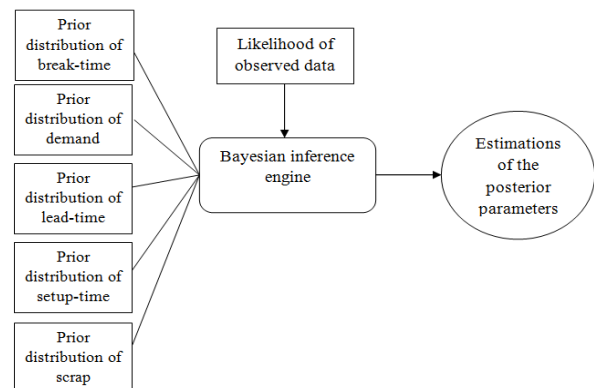 Prior
distribution of
break-time
Likelihood of
observed data
Prior
distribution of
demand
Bayesian inference
engine
Estimations
of the
posterior
parameters
Prior
distribution of
lead-time
Prior
distribution of
setup-time
Prior
distribution of
scrap